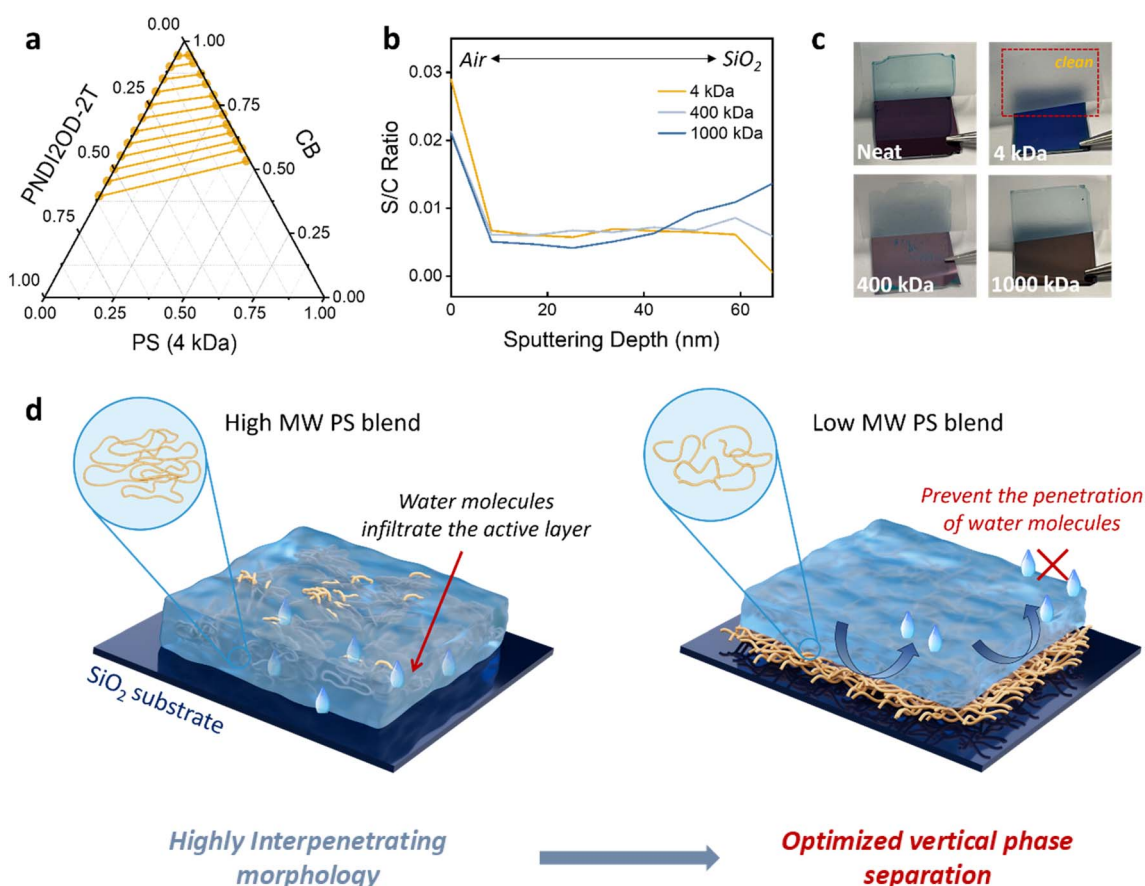 a
0.00
1.00
0.25
0.75
0.50
0.50
0.75
0.25
1.00
0.00
0.00
0.25
0.50
0.75
1.00
PNDI2OD-2T
CB
PS (4 kDa)
b
Air
SiO2
0.03
0.02
0.01
0.00
4 kDa
400 kDa
1000 kDa
S/C Ratio
0
20
40
60
Sputtering Depth (nm)
c
clean
Neat
4 kDa
400 kDa
1000 kDa
d
High MW PS blend
Low MW PS blend
Water molecules
infiltrate the active layer
Prevent the penetration
of water molecules
SiO2 substrate
Highly Interpenetrating
morphology
Optimized vertical phase
separation